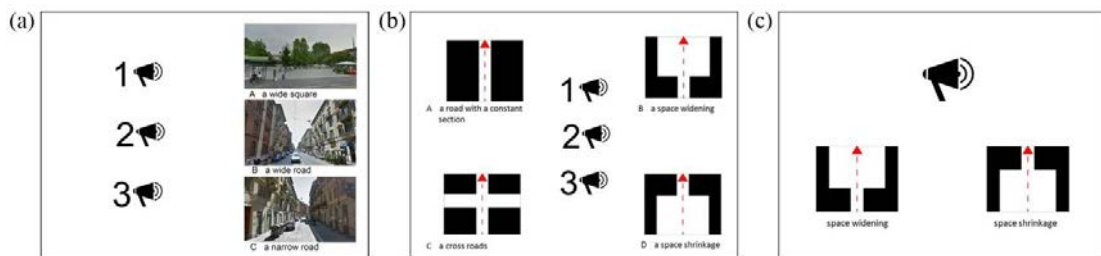 (a)
1
2
3
A a wide square
B a wide road
C a narrow road
(b)
A a road with a constant
section
1
2
3
B a space widening
C a cross roads
D a space shrinkage
(c)
space widening
space shrinkage